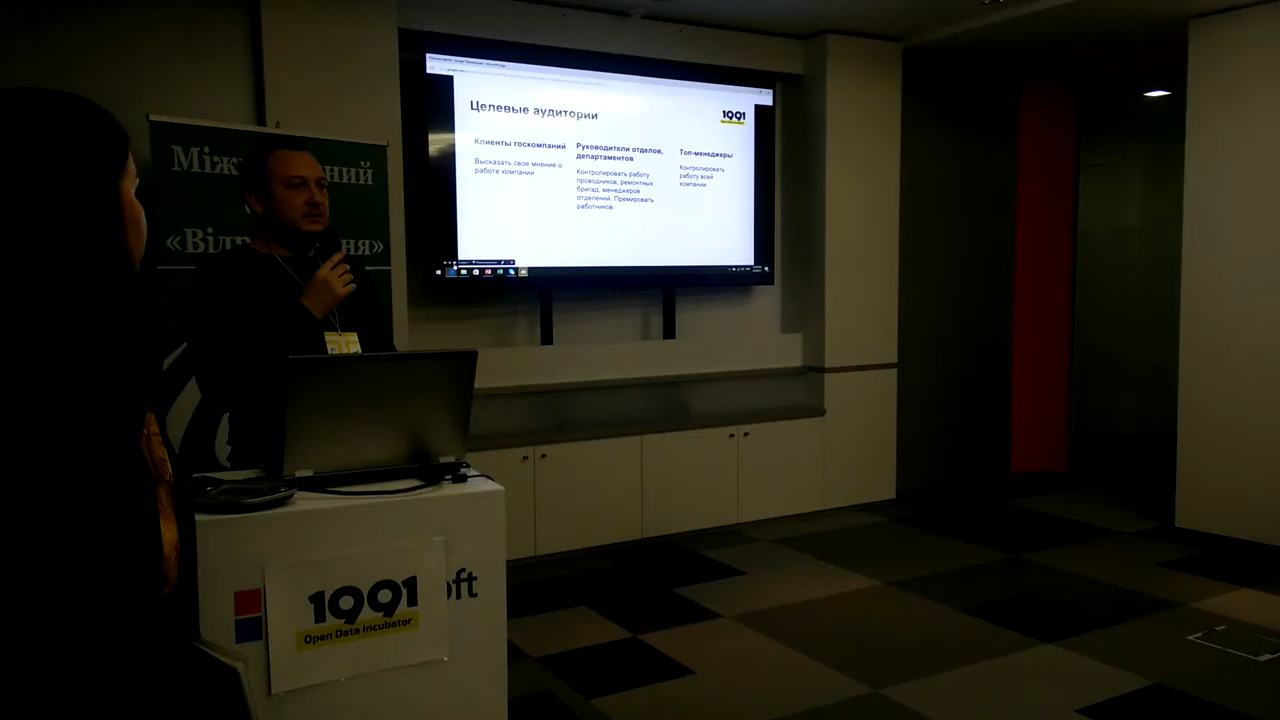 Целевые аудитории
1991
Клиенты госкомпаний
Высказать свое мнение о
работе компании
Руководители отделов,
департаментов
Контролировать работу
проводников, ремонтных
бригад, менеджеров
отделений. Премировать
работников.
Топ-менеджеры
Контролировать
работу всей
компании
1991
Open Data Incubator
oft